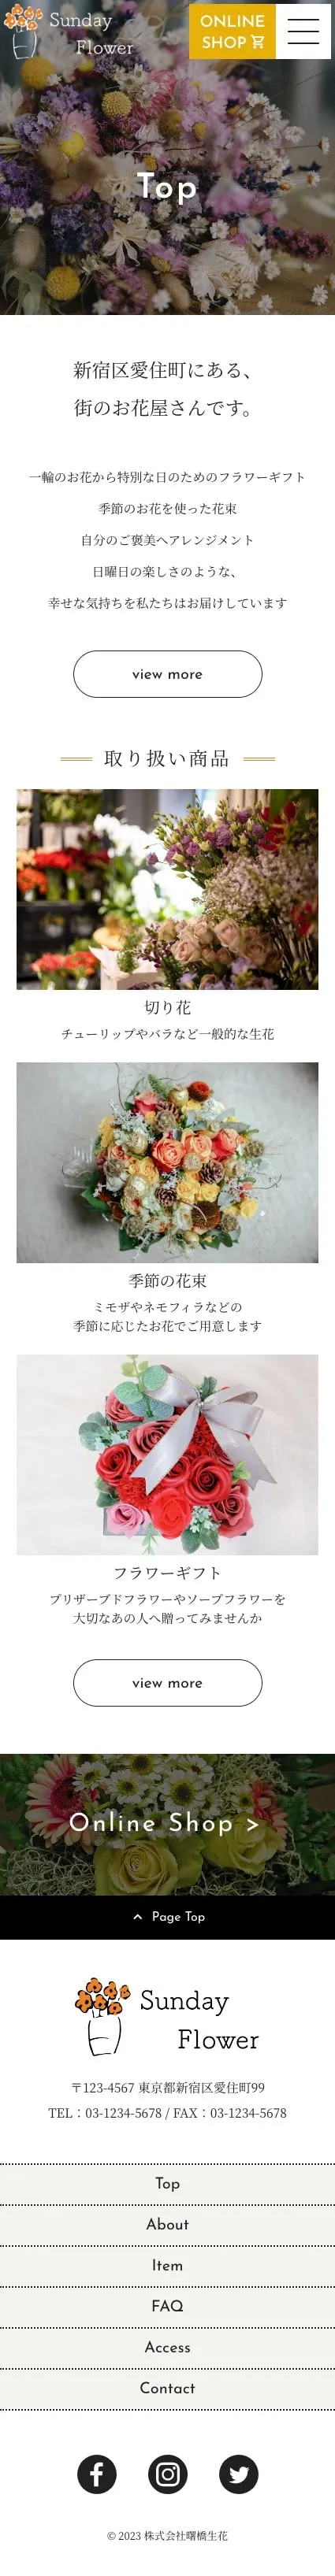 Sunday
Flower
ONLINE
SHOP
Top
新宿区愛住町にある、
街のお花屋さんです。
一輪のお花から特別な日のためのフラワーギフト
季節のお花を使った花束
自分のご褒美へアレンジメント
日曜日の楽しさのような、
幸せな気持ちを私たちはお届けしています
view more
取り扱い商品
切り花
チューリップやバラなど一般的な生花
季節の花束
ミモザやネモフィラなどの
季節に応じたお花でご用意します
フラワーギフト
プリザーブドフラワーやソープフラワーを
大切なあの人へ贈ってみませんか
view more
Online Shop >
Page Top
Sunday
Flower
〒123-4567 東京都新宿区愛住町99
TEL：03-1234-5678 / FAX：03-1234-5678
Top
About
Item
FAQ
Access
Contact
© 2023 株式会社曙橋生花